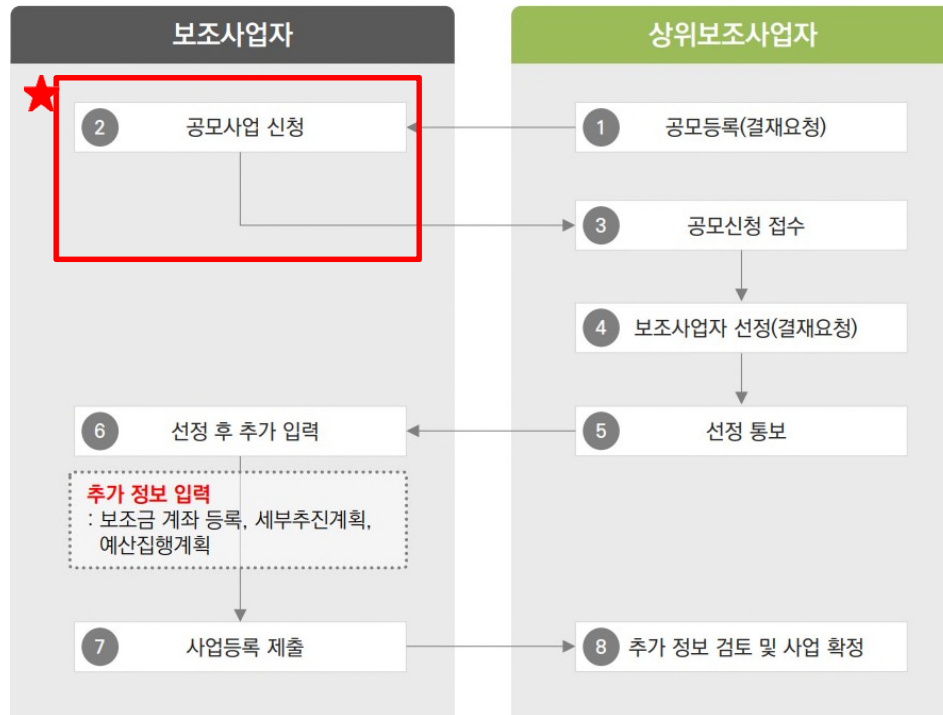 보조사업자
상위보조사업자
2 공모사업 신청
1 공모등록(결재요청)
3 공모신청 접수
4 보조사업자 선정(결재요청)
6 선정 후 추가 입력
5 선정 통보
추가 정보 입력
: 보조금 계좌 등록, 세부추진계획,
예산집행계획
7 사업등록 제출
8 추가 정보 검토 및 사업 확정